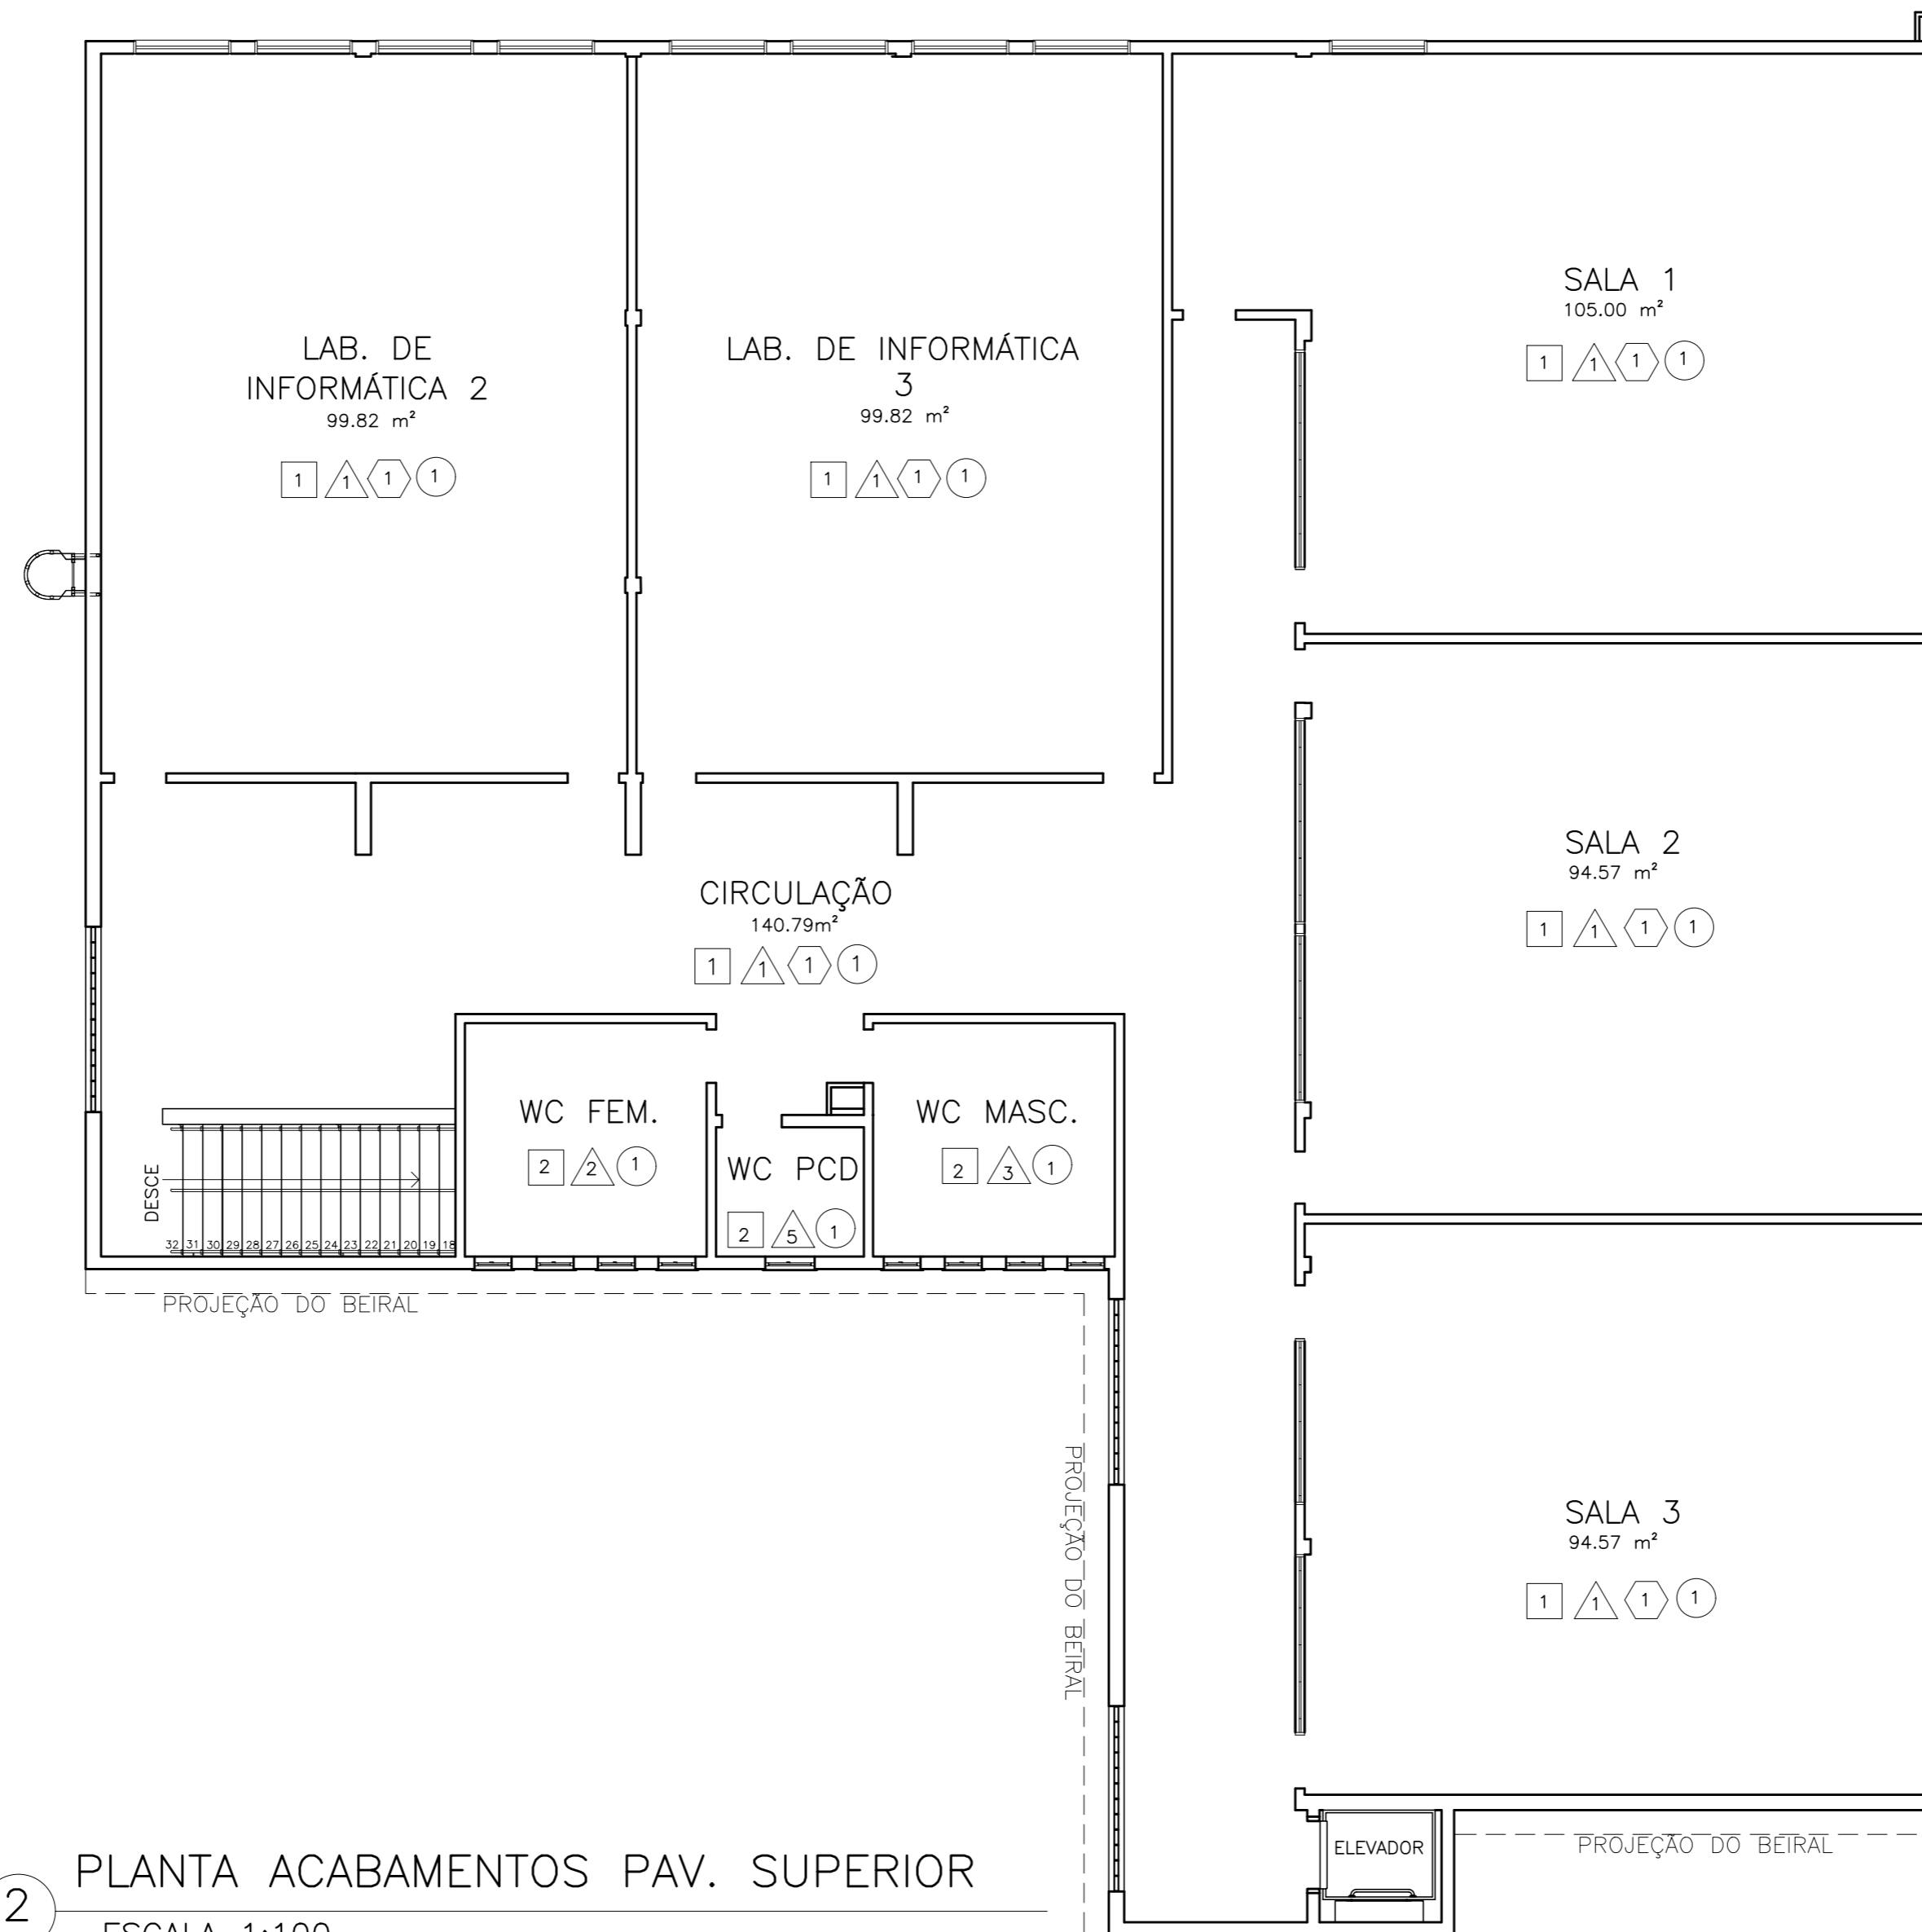 SALA 1
105.00 m²
1 1 1 1
LAB. DE
INFORMÁTICA 2
99.82 m²
1 1 1 1
LAB. DE INFORMÁTICA
3
99.82 m²
1 1 1 1
SALA 2
94.57 m²
1 1 1 1
CIRCULAÇÃO
140.79m²
1 1 1 1
WC FEM.
2 2 1
WC PCD
2 5 1
WC MASC.
2 3 1
DESCE
32 31 30 29 28 27 26 25 24 23 22 21 20 19 18
PROJEÇÃO DO BEIRAL
PROJEÇÃO DO BEIRAL
SALA 3
94.57 m²
1 1 1 1
ELEVADOR
PROJEÇÃO DO BEIRAL
2
PLANTA ACABAMENTOS PAV. SUPERIOR
ESCALA 1:100